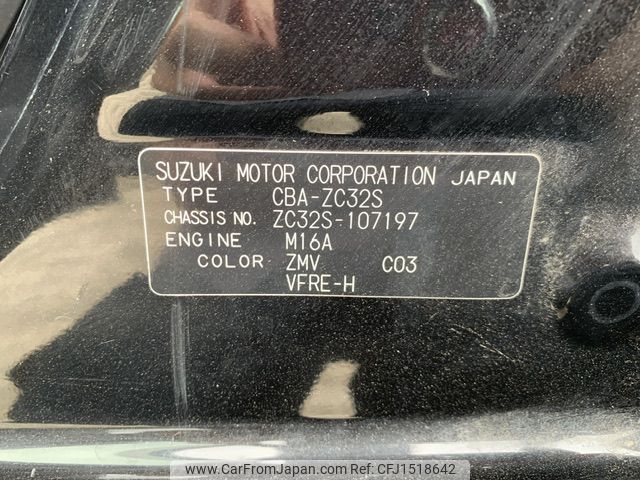 SUZUKI MOTOR CORPORATION JAPAN
TYPE CBA-ZC32S
CHASSIS NO. ZC32S-107197
ENGINE M16A
COLOR ZMV C03
VFRE-H
www.CarFromJapan.com | © CarFromJapan - CFJ1518642